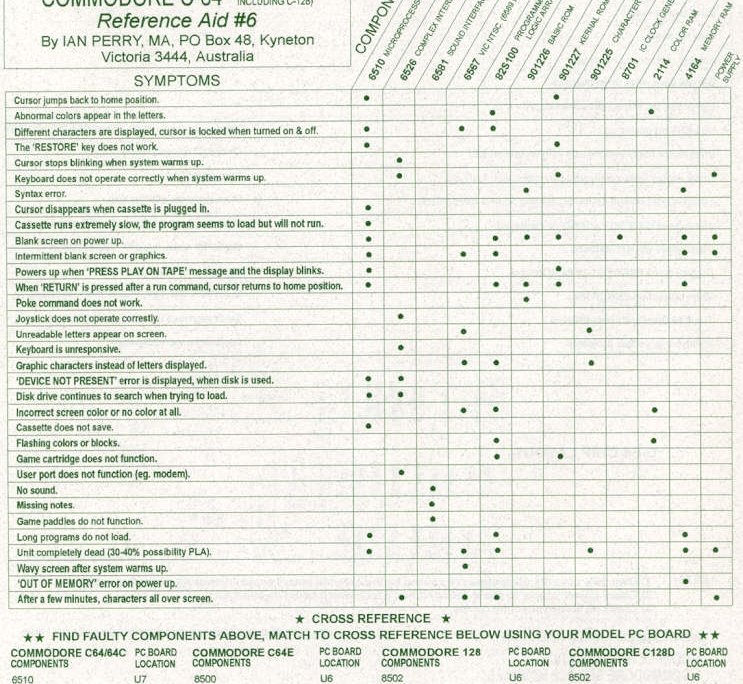 COMMODORE C-64 INCLUDING C-128)
Reference Aid #6
By IAN PERRY, MA, PO Box 48, Kyneton
Victoria 3444, Australia
SYMPTOMS
6510 MICROPROCESS
6526 COMPLEX INTER
6581 SOUND INTERFA
6567 VIC NTSC, (6569
82S100 PROGRAMM
LOGIC ARR
901226 BASIC ROM
901227 KERNAL ROM
901225 CHARACTER
8701 IC CLOCK GENE
2114 COLOR RAM
4164 MEMORY RAM
POWER
SUPPLY
Cursor jumps back to home position.
Abnormal colors appear in the letters.
Different characters are displayed, cursor is locked when turned on & off.
The 'RESTORE' key does not work.
Cursor stops blinking when system warms up.
Keyboard does not operate correctly when system warms up.
Syntax error.
Cursor disappears when cassette is plugged in.
Cassette runs extremely slow, the program seems to load but will not run.
Blank screen on power up.
Intermittent blank screen or graphics.
Powers up when 'PRESS PLAY ON TAPE' message and the display blinks.
When 'RETURN' is pressed after a run command, cursor returns to home position.
Poke command does not work.
Joystick does not operate correctly.
Unreadable letters appear on screen.
Keyboard is unresponsive.
Graphic characters instead of letters displayed.
'DEVICE NOT PRESENT' error is displayed, when disk is used.
Disk drive continues to search when trying to load.
Incorrect screen color or no color at all.
Cassette does not save.
Flashing colors or blocks.
Game cartridge does not function.
User port does not function (eg. modem).
No sound.
Missing notes.
Game paddles do not function.
Long programs do not load.
Unit completely dead (30-40% possibility PLA).
Wavy screen after system warms up.
'OUT OF MEMORY' error on power up.
After a few minutes, characters all over screen.
★ CROSS REFERENCE ★
★★ FIND FAULTY COMPONENTS ABOVE, MATCH TO CROSS REFERENCE BELOW USING YOUR MODEL PC BOARD ★★
COMMODORE C64/64C PC BOARD COMMODORE C64E PC BOARD COMMODORE 128 PC BOARD COMMODORE C128D PC BOARD
COMPONENTS LOCATION COMPONENTS LOCATION COMPONENTS LOCATION COMPONENTS LOCATION
6510 U7 8500 U6 8502 U6 8502 U6